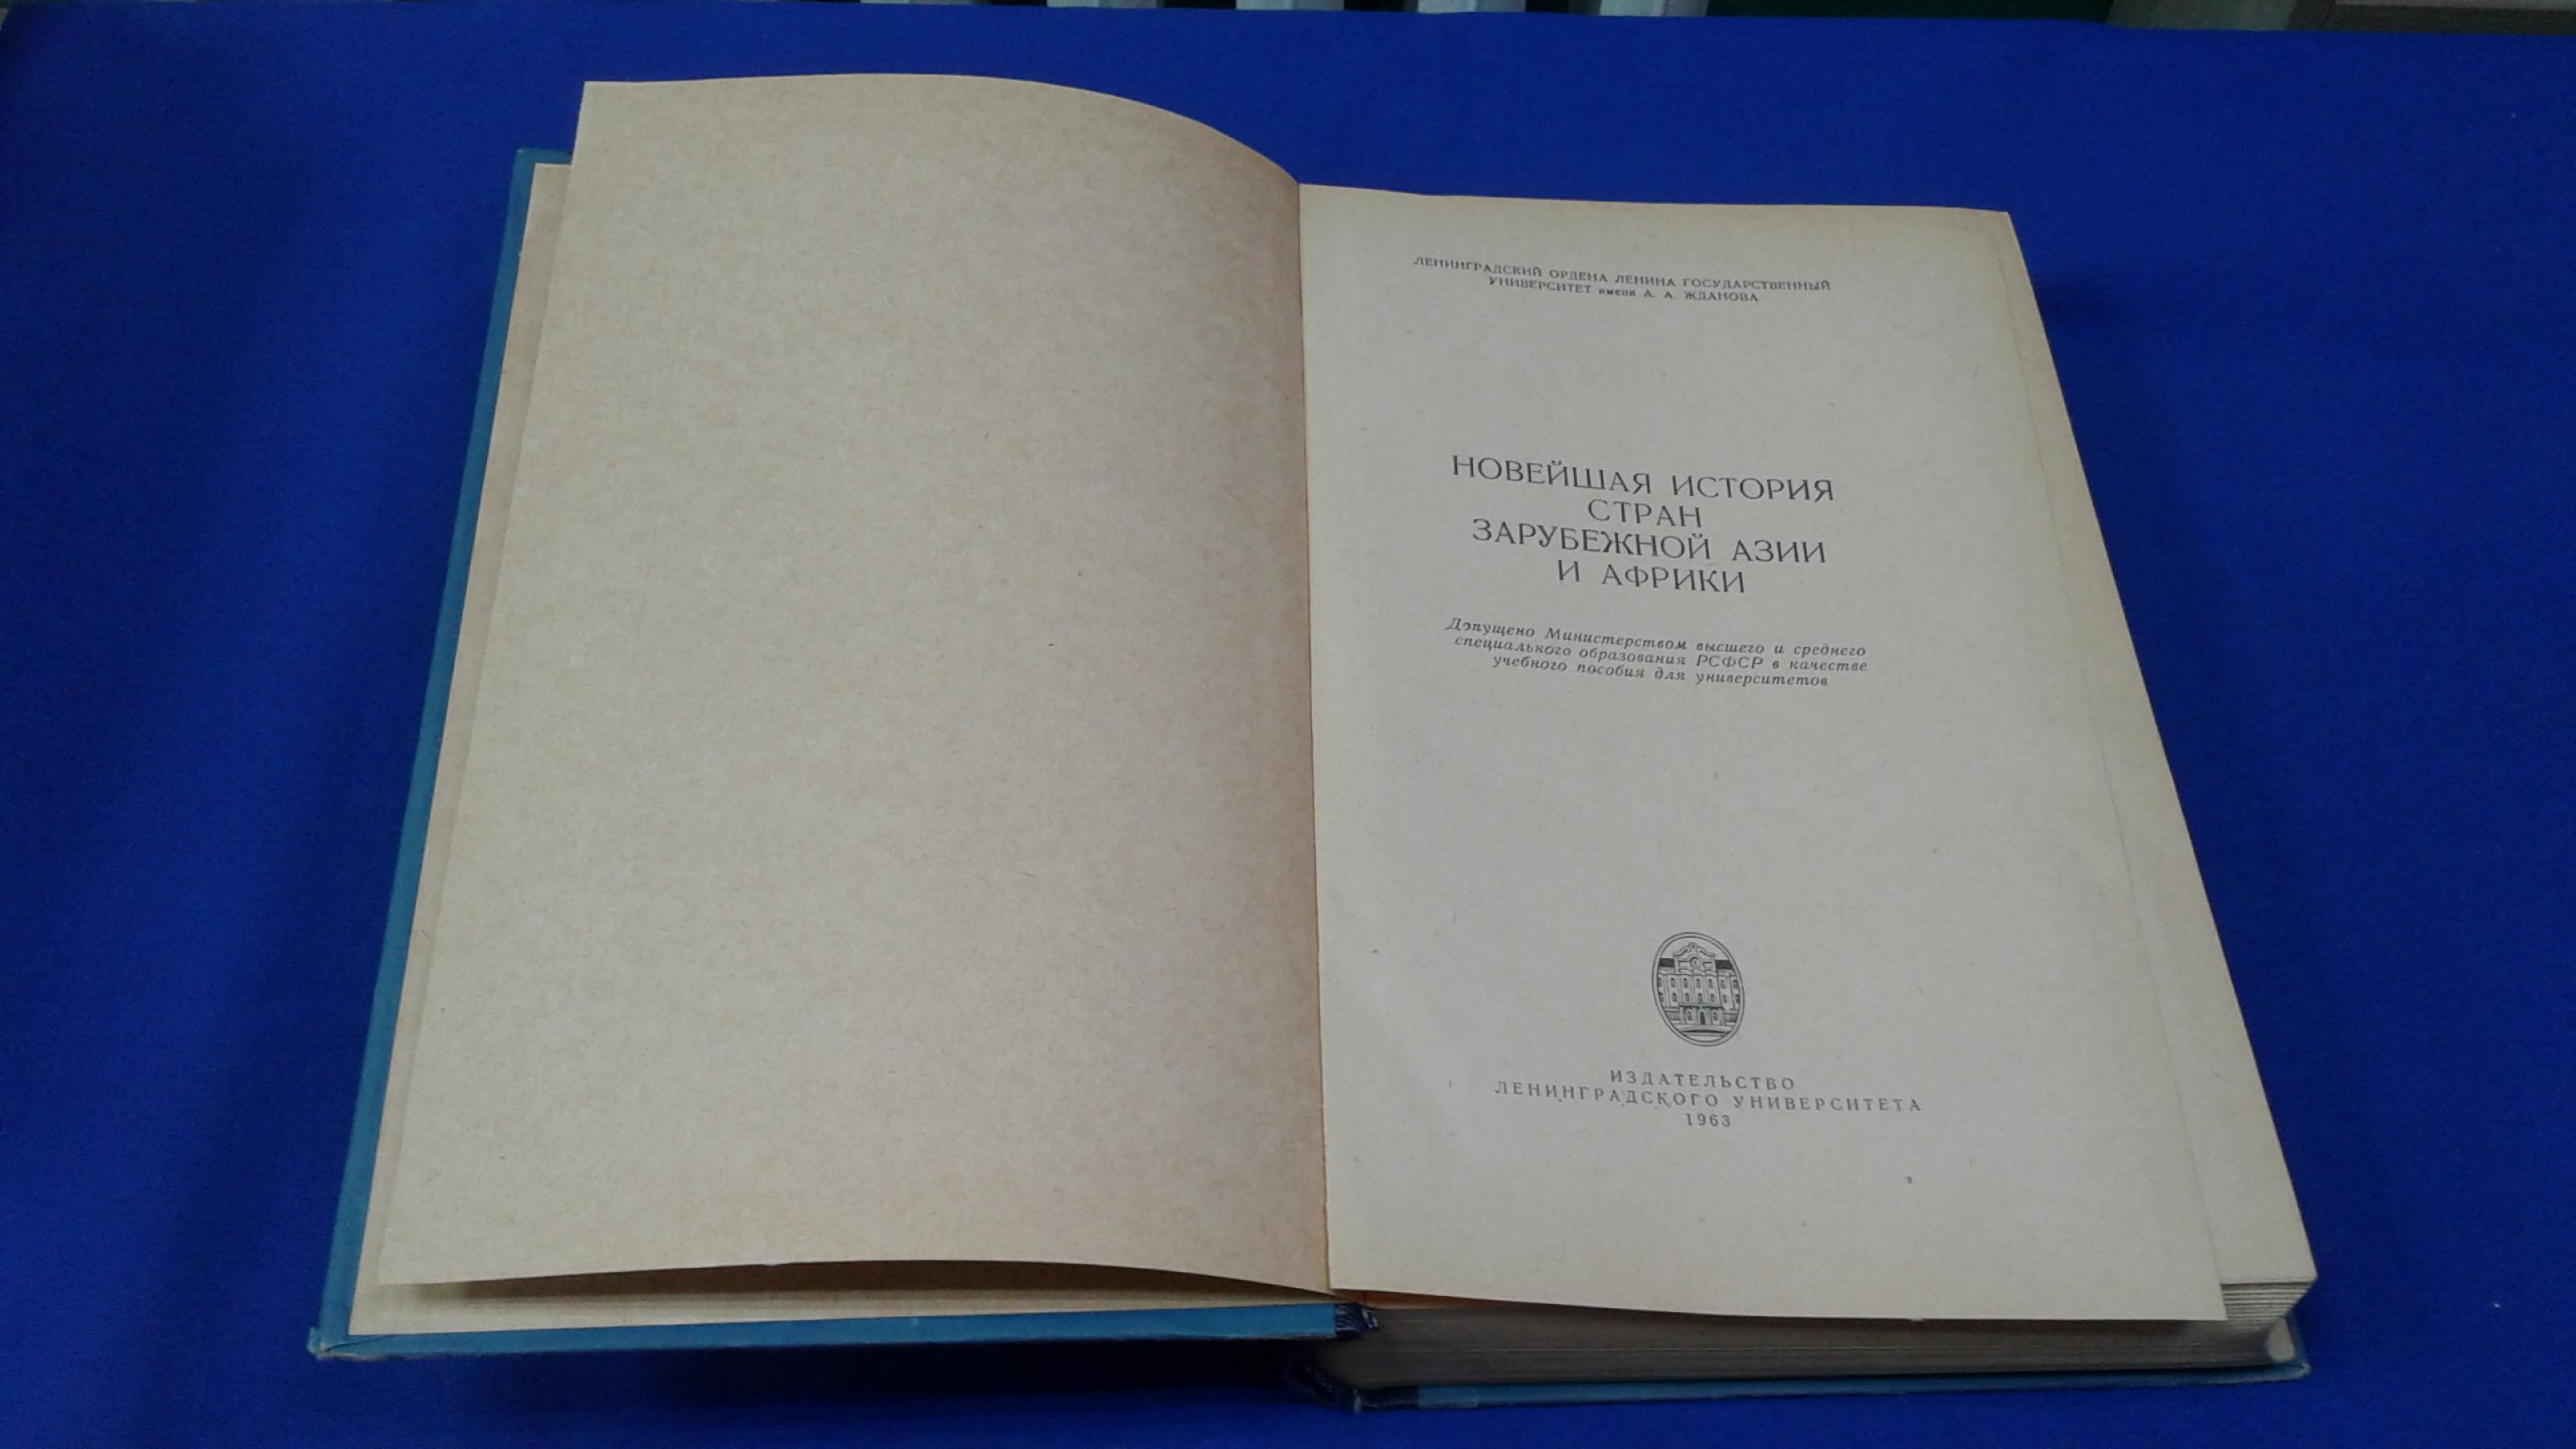 ЛЕНИНГРАДСКИЙ ОРДЕНА ЛЕНИНА ГОСУДАРСТВЕННЫЙ
УНИВЕРСИТЕТ имени А. А. ЖДАНОВА
НОВЕЙШАЯ ИСТОРИЯ
СТРАН
ЗАРУБЕЖНОЙ АЗИИ
И АФРИКИ
Допущено Министерством высшего и среднего
специального образования РСФСР в качестве
учебного пособия для университетов
ИЗДАТЕЛЬСТВО
ЛЕНИНГРАДСКОГО УНИВЕРСИТЕТА
1963